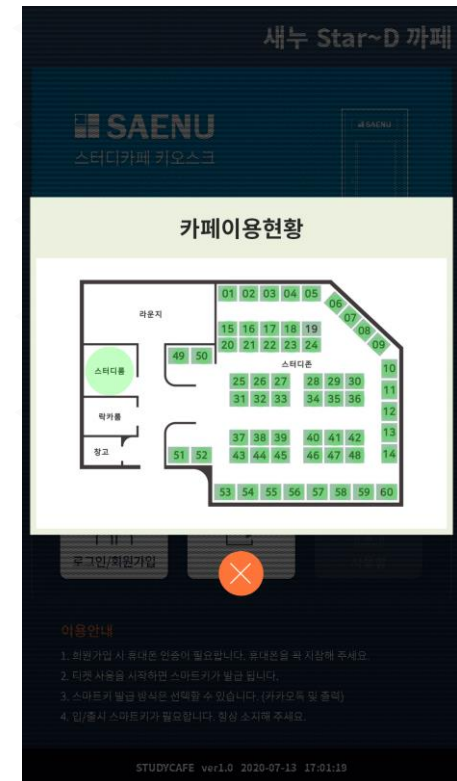 새누 Star~D 까페
SAENU
스터디카페 키오스크
SAENU
카페이용현황
01 02 03 04 05
06
07
08
09
라운지
15 16 17 18 19
20 21 22 23 24
스터디존
49 50
스터디룸
10
11
12
13
14
25 26 27 28 29 30
31 32 33 34 35 36
락카룸
37 38 39 40 41 42
43 44 45 46 47 48
창고
51 52
53 54 55 56 57 58 59 60
로그인/회원가입
이용안내
1. 회원가입 시 휴대폰 인증이 필요합니다. 휴대폰을 꼭 지참해 주세요.
2. 티켓 사용을 시작하면 스마트키가 발급 됩니다.
3. 스마트키 발급 방식은 선택할 수 있습니다. (카카오톡 및 출력)
4. 입/출시 스마트키가 필요합니다. 항상 소지해 주세요.
STUDYCAFE ver1.0 2020-07-13 17:01:19